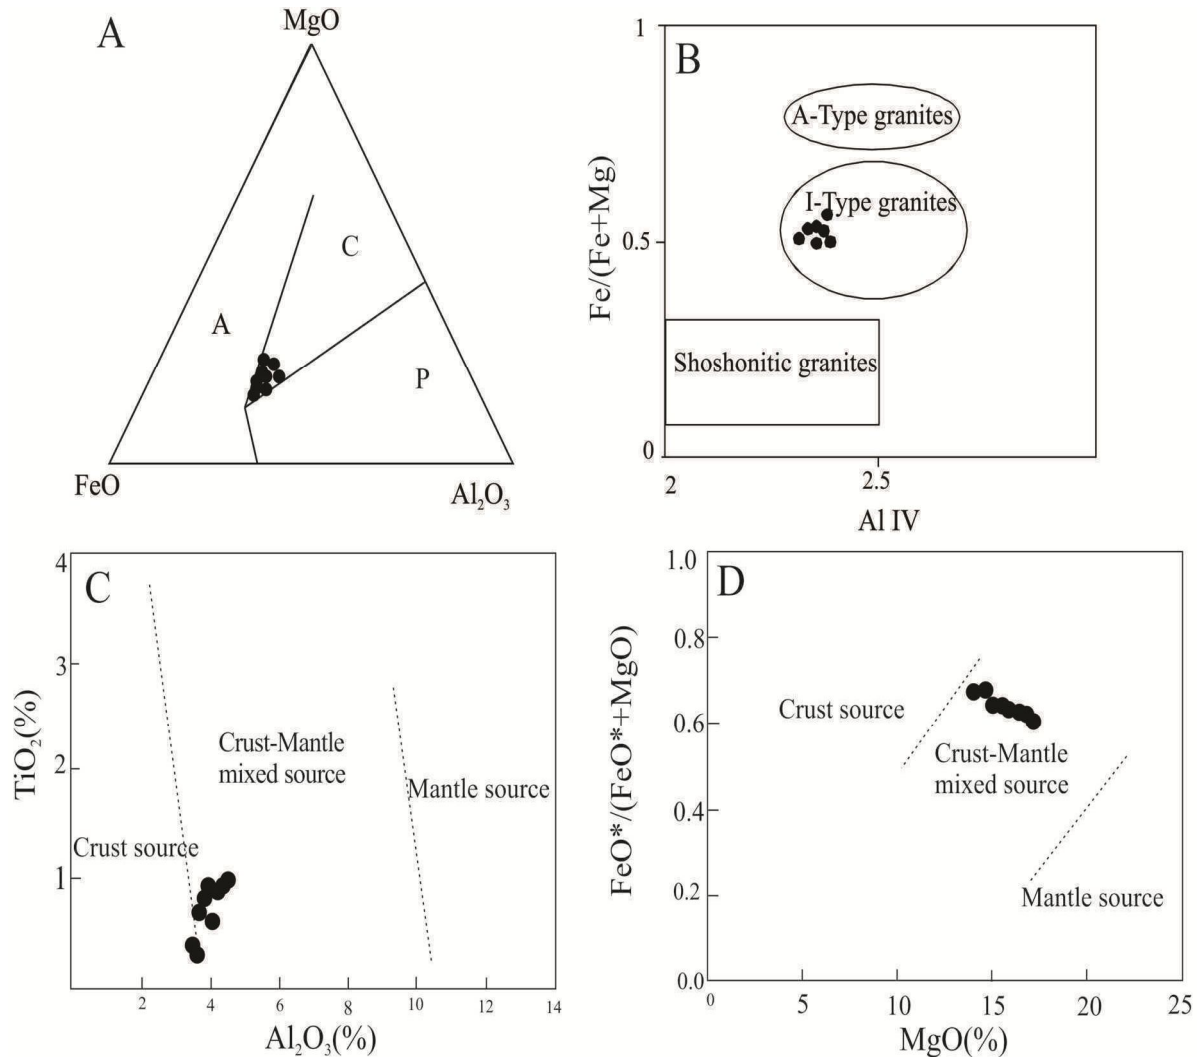 A
MgO
C
A
P
FeO
Al₂O₃
B
1
0.5
0
Fe/(Fe+Mg)
A-Type granites
I-Type granites
Shoshonitic granites
2
2.5
Al IV
C
4
3
2
1
TiO₂(%)
Crust-Mantle
mixed source
Mantle source
Crust source
2
4
6
8
10
12
14
Al₂O₃(%)
D
1.0
0.8
0.6
0.4
0.2
0.0
FeO*/(FeO*+MgO)
Crust source
Crust-Mantle
mixed source
Mantle source
0
5
10
15
20
25
MgO(%)